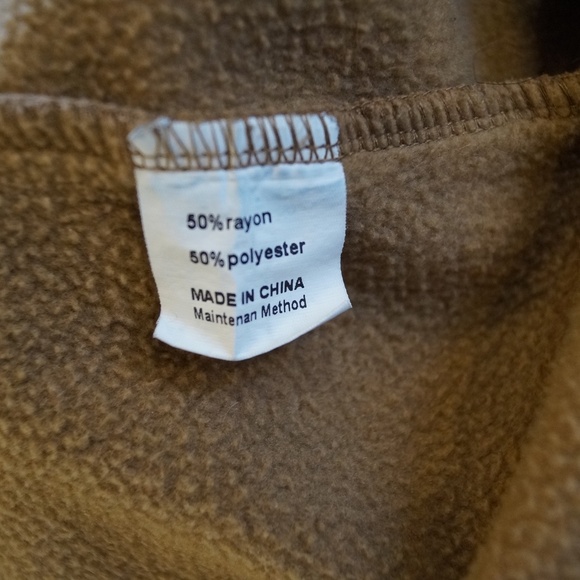 50% rayon
50% polyester
MADE IN CHINA
Maintenan Method